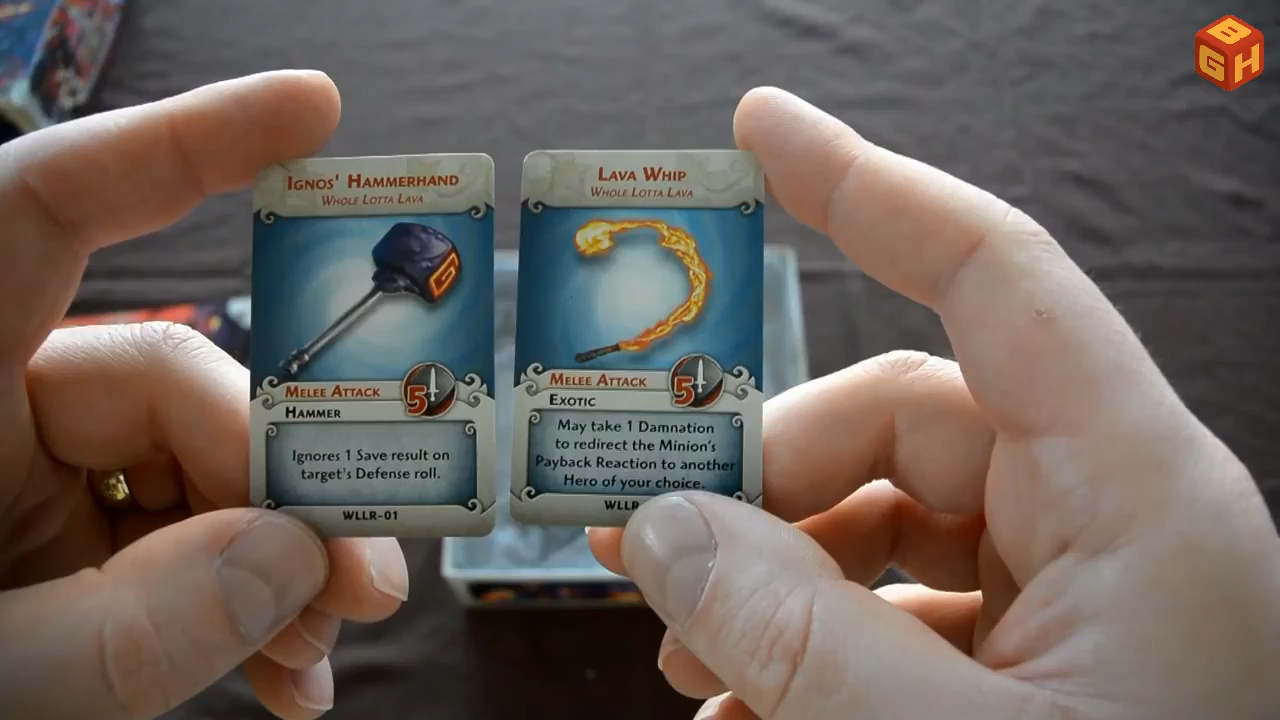 B
G H
IGNOS' HAMMERHAND
WHOLE LOTTA LAVA
MELEE ATTACK
5
HAMMER
Ignores 1 Save result on
target's Defense roll.
WLLR-01
LAVA WHIP
WHOLE LOTTA LAVA
MELEE ATTACK
5
EXOTIC
May take 1 Damnation
to redirect the Minion's
Payback Reaction to another
Hero of your choice.
WLLR